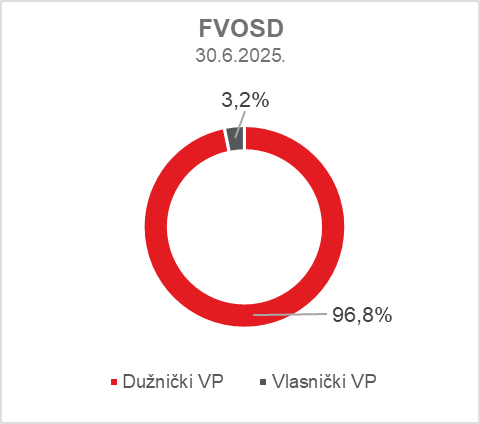 FVOSD
30.6.2025.
3,2%
96,8%
Dužnički VP
Vlasnički VP